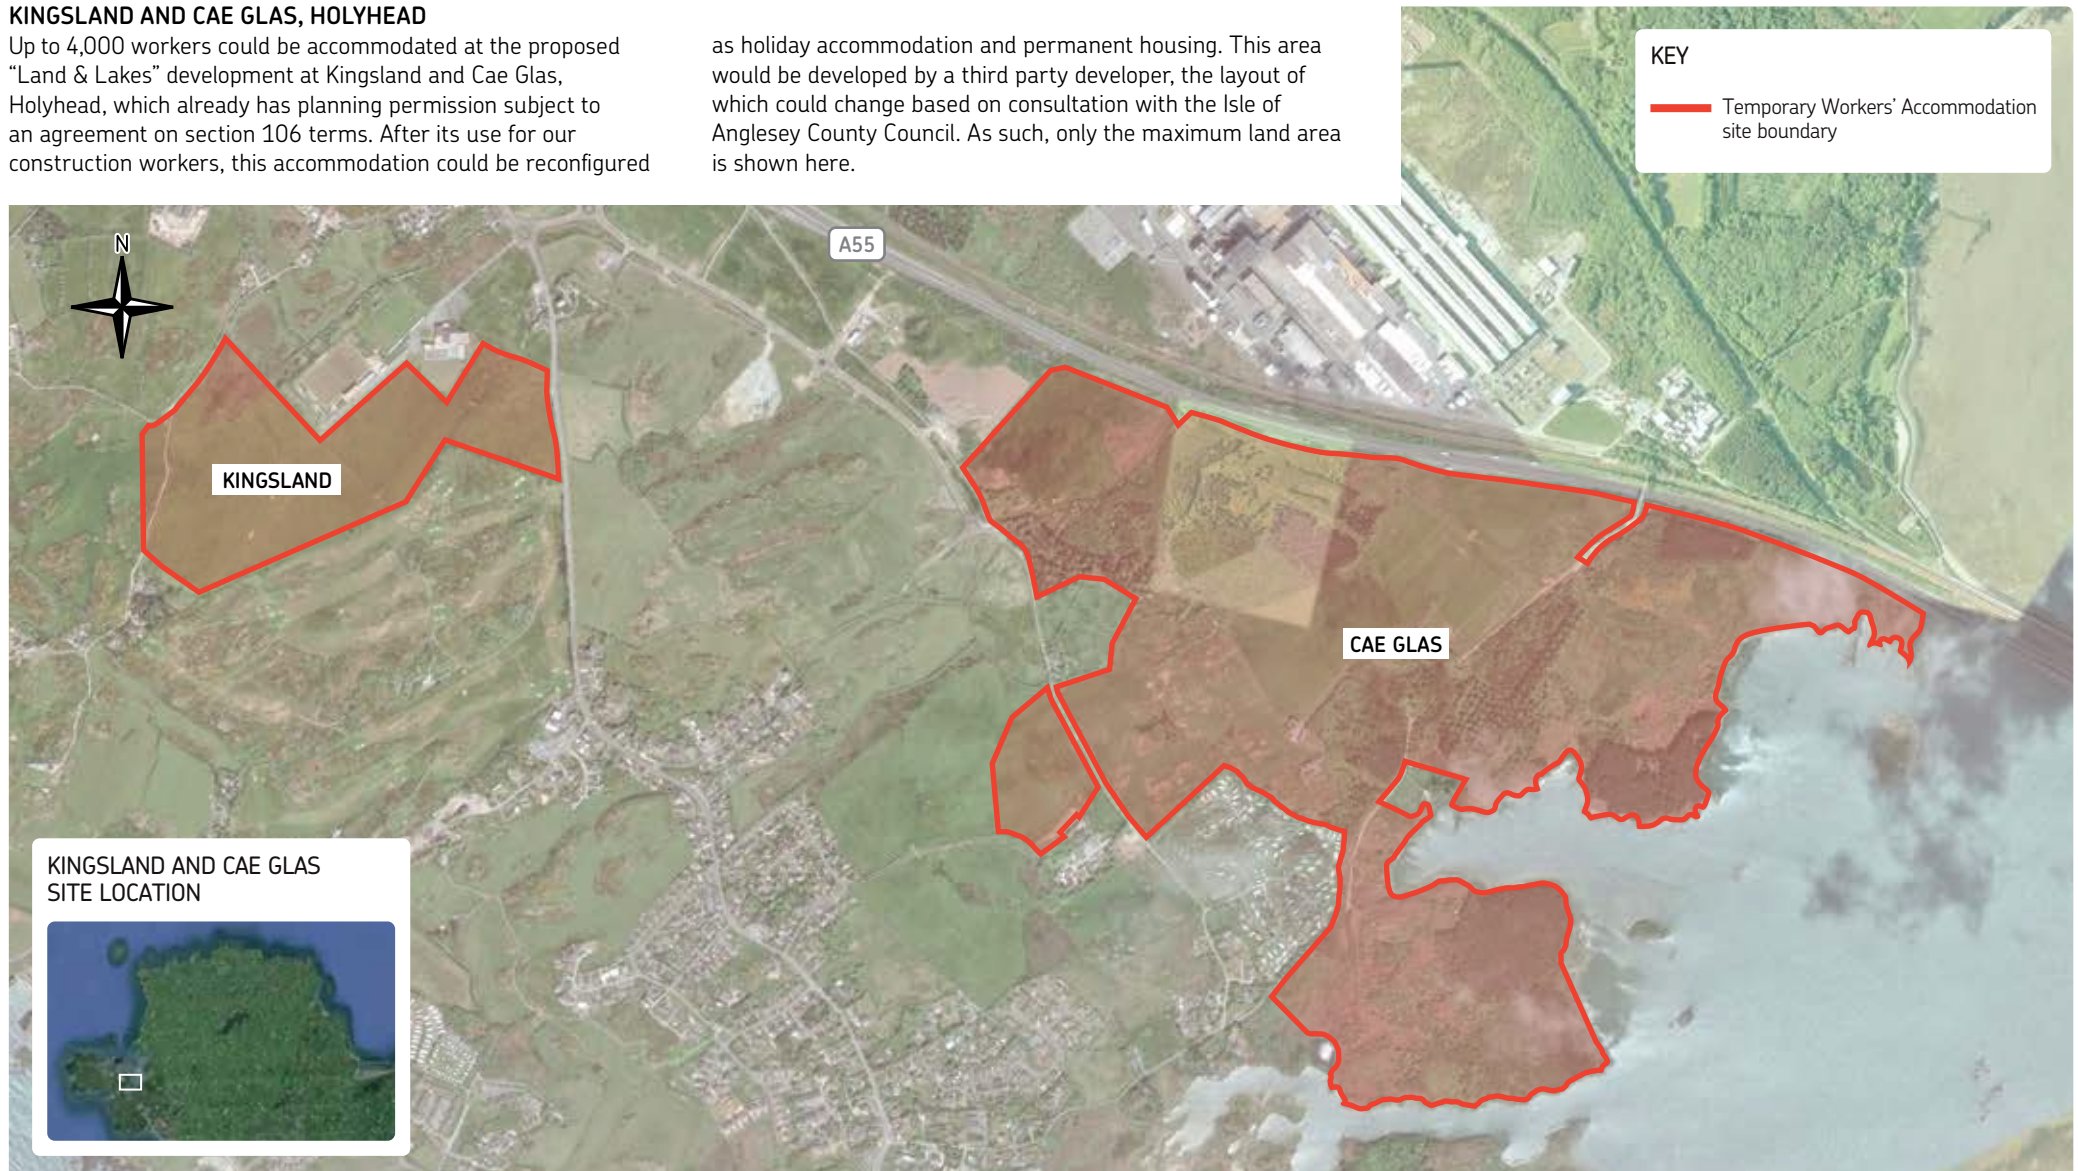 KINGSLAND AND CAE GLAS, HOLYHEAD
Up to 4,000 workers could be accommodated at the proposed
“Land & Lakes” development at Kingsland and Cae Glas,
Holyhead, which already has planning permission subject to
an agreement on section 106 terms. After its use for our
construction workers, this accommodation could be reconfigured
as holiday accommodation and permanent housing. This area
would be developed by a third party developer, the layout of
which could change based on consultation with the Isle of
Anglesey County Council. As such, only the maximum land area
is shown here.
KEY
Temporary Workers’ Accommodation
site boundary
N
A55
KINGSLAND
CAE GLAS
KINGSLAND AND CAE GLAS
SITE LOCATION